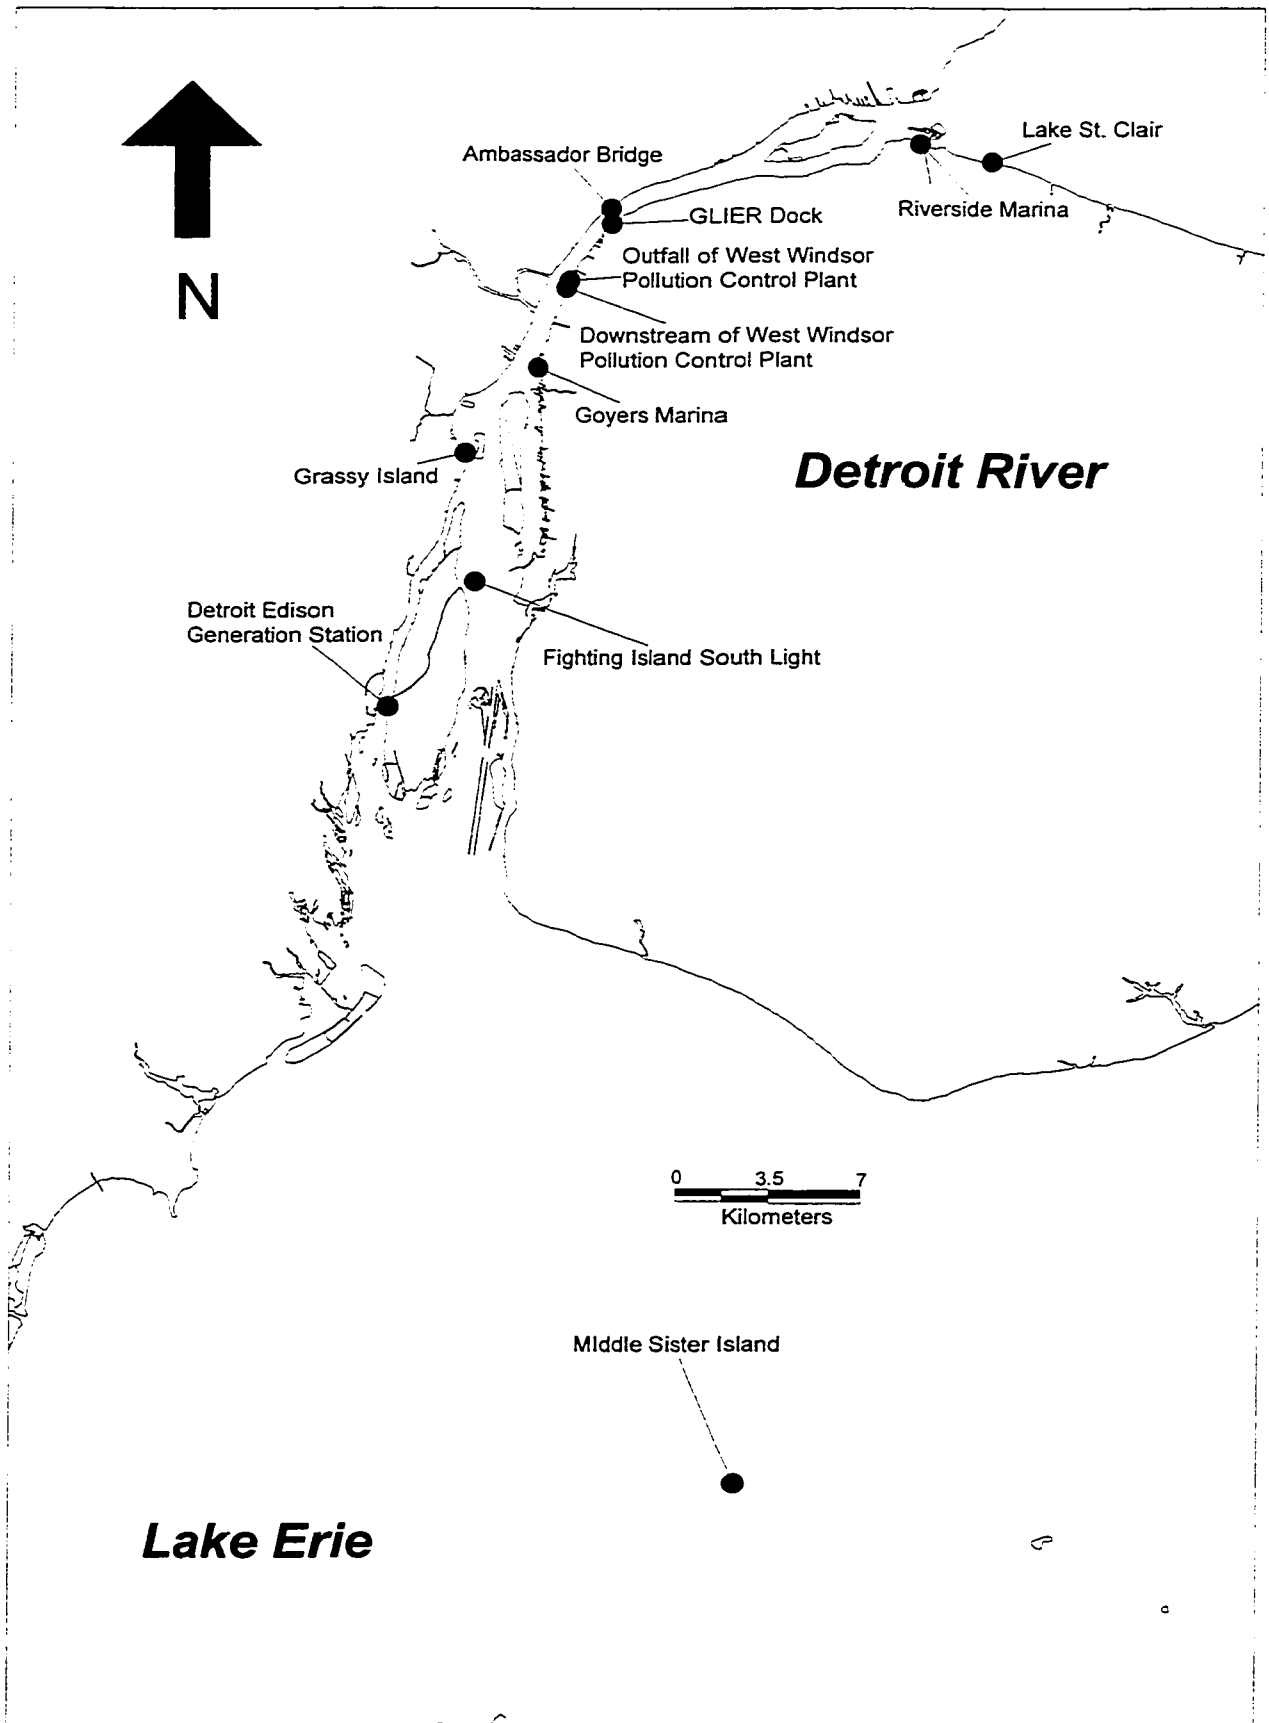 Lake St. Clair
Ambassador Bridge
Riverside Marina
GLIER Dock
Outfall of West Windsor
Pollution Control Plant
N
Downstream of West Windsor
Pollution Control Plant
Goyers Marina
Detroit River
Grassy Island
Detroit Edison
Generation Station
Fighting Island South Light
0 3.5 7
Kilometers
Middle Sister Island
Lake Erie